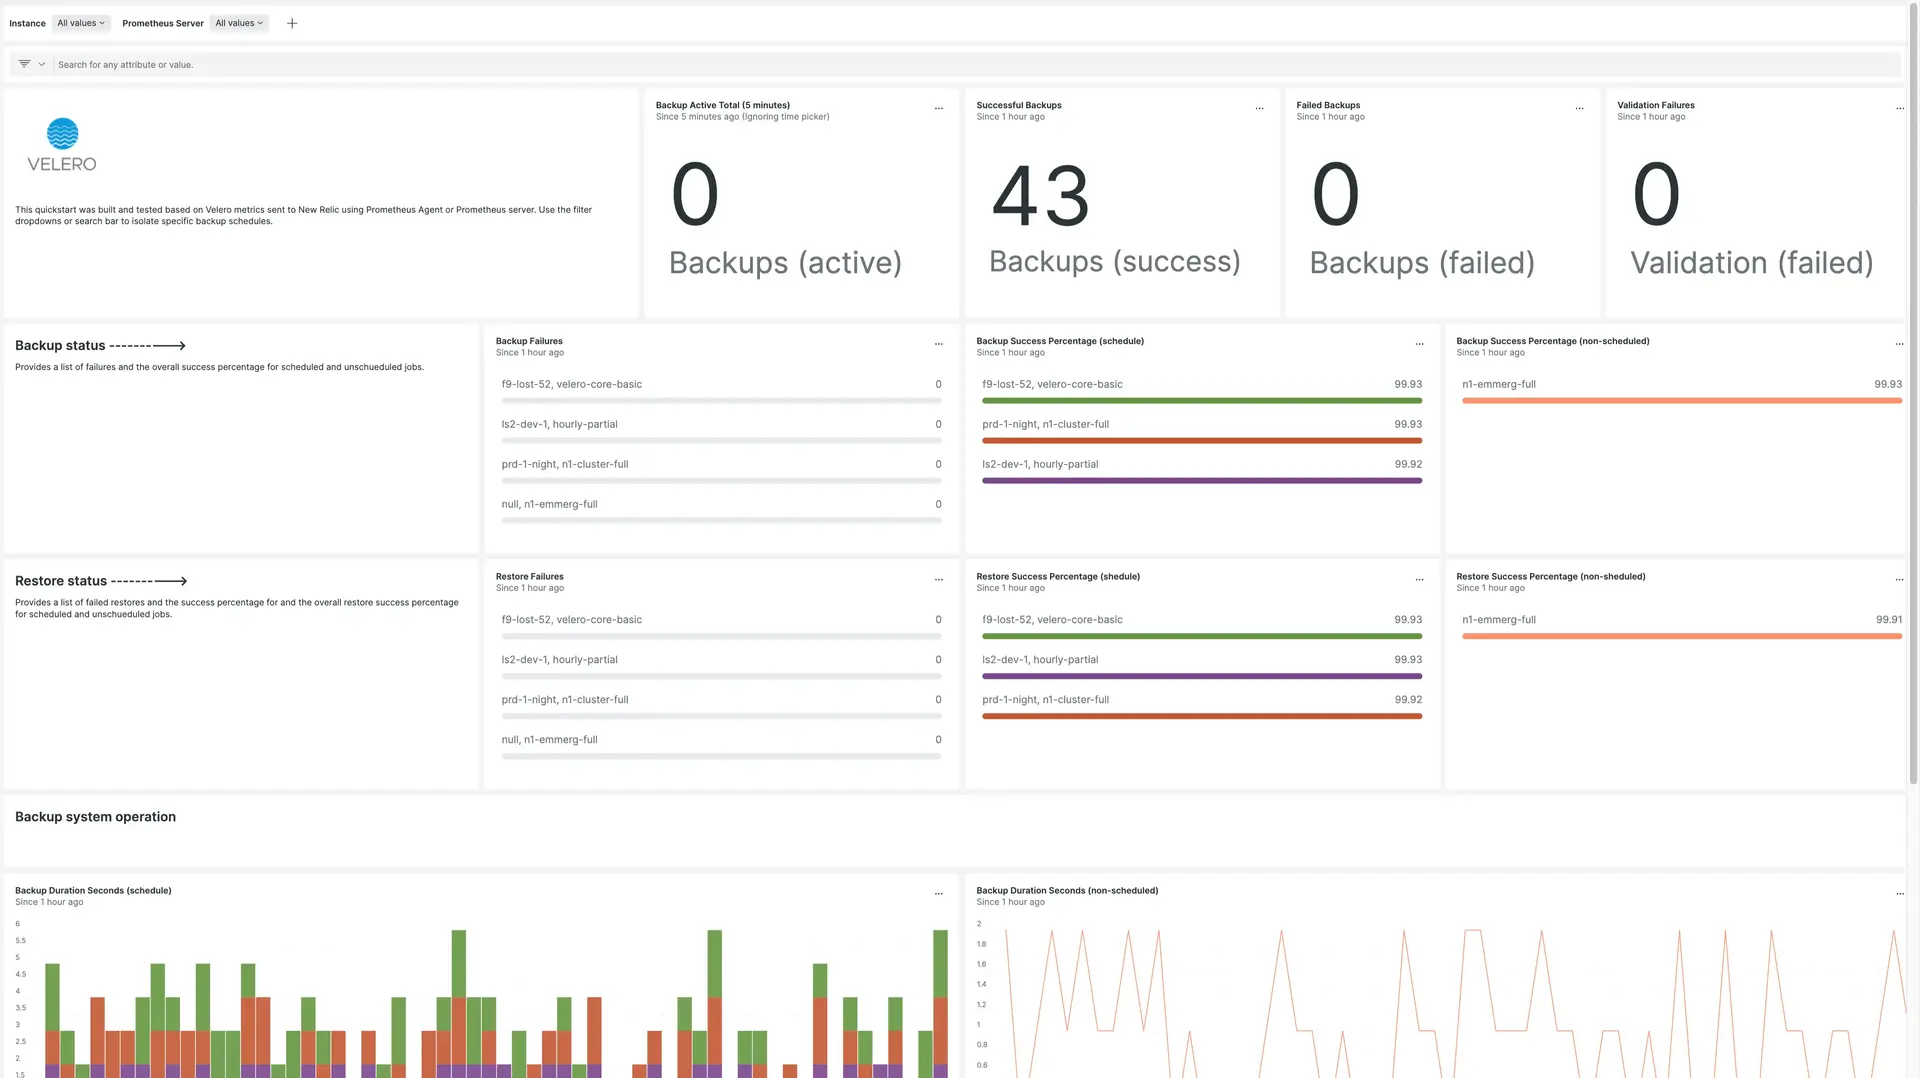 Instance All values Prometheus Server All values
Search for any attribute or value.
VELERO
This quickstart was built and tested based on Velero metrics sent to New Relic using Prometheus Agent or Prometheus server. Use the filter
dropdowns or search bar to isolate specific backup schedules.
Backup Active Total (5 minutes)
Since 5 minutes ago (Ignoring time picker)
0
Backups (active)
Successful Backups
Since 1 hour ago
43
Backups (success)
Failed Backups
Since 1 hour ago
0
Backups (failed)
Validation Failures
Since 1 hour ago
0
Validation (failed)
Backup status ------->
Provides a list of failures and the overall success percentage for scheduled and unschueduled jobs.
Backup Failures
Since 1 hour ago
f9-lost-52, velero-core-basic 0
ls2-dev-1, hourly-partial 0
prd-1-night, n1-cluster-full 0
null, n1-emmerg-full 0
Backup Success Percentage (schedule)
Since 1 hour ago
f9-lost-52, velero-core-basic 99.93
prd-1-night, n1-cluster-full 99.93
ls2-dev-1, hourly-partial 99.92
Backup Success Percentage (non-scheduled)
Since 1 hour ago
n1-emmerg-full 99.93
Restore status ------->
Provides a list of failed restores and the success percentage for and the overall restore success percentage
for scheduled and unschueduled jobs.
Restore Failures
Since 1 hour ago
f9-lost-52, velero-core-basic 0
ls2-dev-1, hourly-partial 0
prd-1-night, n1-cluster-full 0
null, n1-emmerg-full 0
Restore Success Percentage (shedule)
Since 1 hour ago
f9-lost-52, velero-core-basic 99.93
ls2-dev-1, hourly-partial 99.93
prd-1-night, n1-cluster-full 99.92
Restore Success Percentage (non-sheduled)
Since 1 hour ago
n1-emmerg-full 99.91
Backup system operation
Backup Duration Seconds (schedule)
Since 1 hour ago
6
5.5
5
4.5
4
3.5
3
2.5
2
1.5
Backup Duration Seconds (non-scheduled)
Since 1 hour ago
2
1.8
1.6
1.4
1.2
1
0.8
0.6